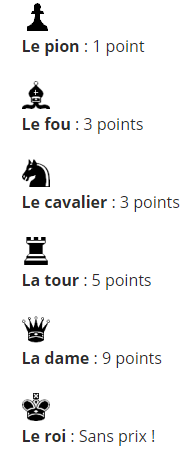 Le pion : 1 point
Le fou : 3 points
Le cavalier : 3 points
La tour : 5 points
La dame : 9 points
Le roi : Sans prix !